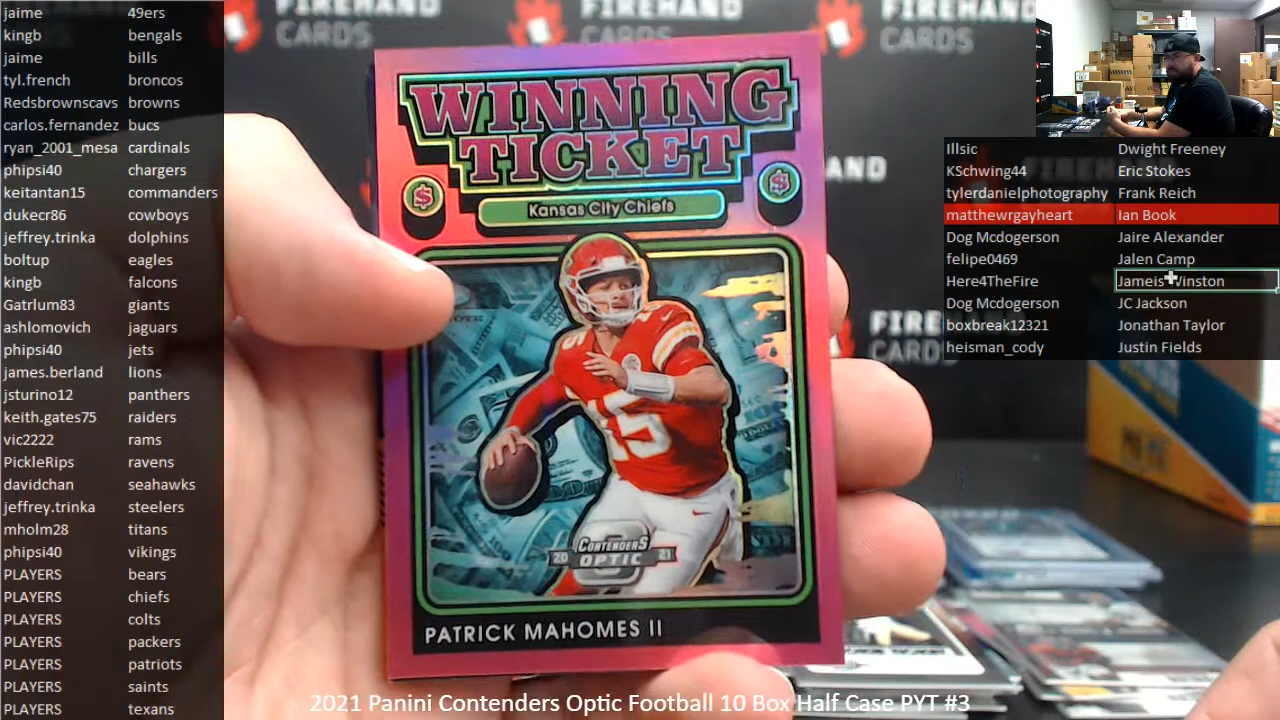 jaime 49ers
kingb bengals
jaime bills
tyl.french broncos
Redsbrownscavs browns
carlos.fernandez bucs
ryan_2001_mesa cardinals
phipsi40 chargers
keitantan15 commanders
dukecr86 cowboys
jeffrey.trinka dolphins
boltup eagles
kingb falcons
Gatrlum83 giants
ashlomovich jaguars
phipsi40 jets
james.berland lions
jsturino12 panthers
keith.gates75 raiders
vic2222 rams
PickleRips ravens
davidchan seahawks
jeffrey.trinka steelers
mholm28 titans
phipsi40 vikings
PLAYERS bears
PLAYERS chiefs
PLAYERS colts
PLAYERS packers
PLAYERS patriots
PLAYERS saints
PLAYERS texans
FIREHAND
CARDS
FIREHAND
CARDS
WINNING
TICKET
$ $
Kansas City Chiefs
15
15
CONTENDERS
20 OPTIC 21
PATRICK MAHOMES II
Illsic Dwight Freeney
KSchwing44 Eric Stokes
tylerdanielphotography Frank Reich
matthewrgayheart Ian Book
Dog Mcdogerson Jaire Alexander
felipe0469 Jalen Camp
Here4TheFire Jameis Winston
Dog Mcdogerson JC Jackson
boxbreak12321 Jonathan Taylor
heisman_cody Justin Fields
2021 Panini Contenders Optic Football 10 Box Half Case PYT #3